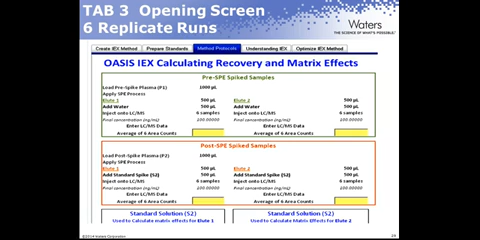 TAB 3 Opening Screen
6 Replicate Runs
Waters
THE SCIENCE OF WHAT'S POSSIBLE.
Create IEX Method Prepare Standards Method Protocols Understanding IEX Optimize IEX Method
OASIS IEX Calculating Recovery and Matrix Effects
Pre-SPE Spiked Samples
Load Pre-Spike Plasma (P1) 1000 µL
Apply SPE Process
Elute 1 500 µL Elute 2 500 µL
Add Water 500 µL Add Water 500 µL
Inject onto LC/MS 6 samples Inject onto LC/MS 6 samples
Final concentration (ng/mL) 100.00000 Final concentration (ng/mL) 100.00000
Enter LC/MS Data Enter LC/MS Data
Average of 6 Area Counts Average of 6 Area Counts
Post-SPE Spiked Samples
Load Post-Spike Plasma (P2) 1000 µL
Apply SPE Process
Elute 1 500 µL Elute 2 500 µL
Add Standard Spike (S2) 500 µL Add Standard Spike (S2) 500 µL
Inject onto LC/MS 6 samples Inject onto LC/MS 6 samples
Final concentration (ng/mL) 100.00000 Final concentration (ng/mL) 100.00000
Enter LC/MS Data Enter LC/MS Data
Average of 6 Area Counts Average of 6 Area Counts
Standard Solution (S2) Standard Solution (S2)
Used to Calculate matrix effects for Elute 1 Used to Calculate Matrix Effects for Elute 2
©2014 Waters Corporation